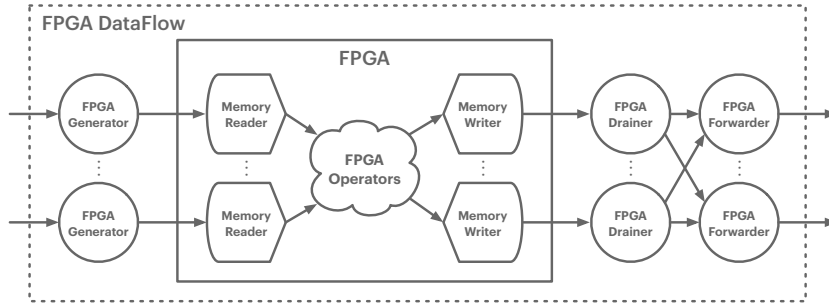 FPGA DataFlow
FPGA
FPGA
Generator
Memory
Reader
FPGA
Operators
Memory
Writer
FPGA
Drainer
FPGA
Forwarder
FPGA
Generator
Memory
Reader
Memory
Writer
FPGA
Drainer
FPGA
Forwarder